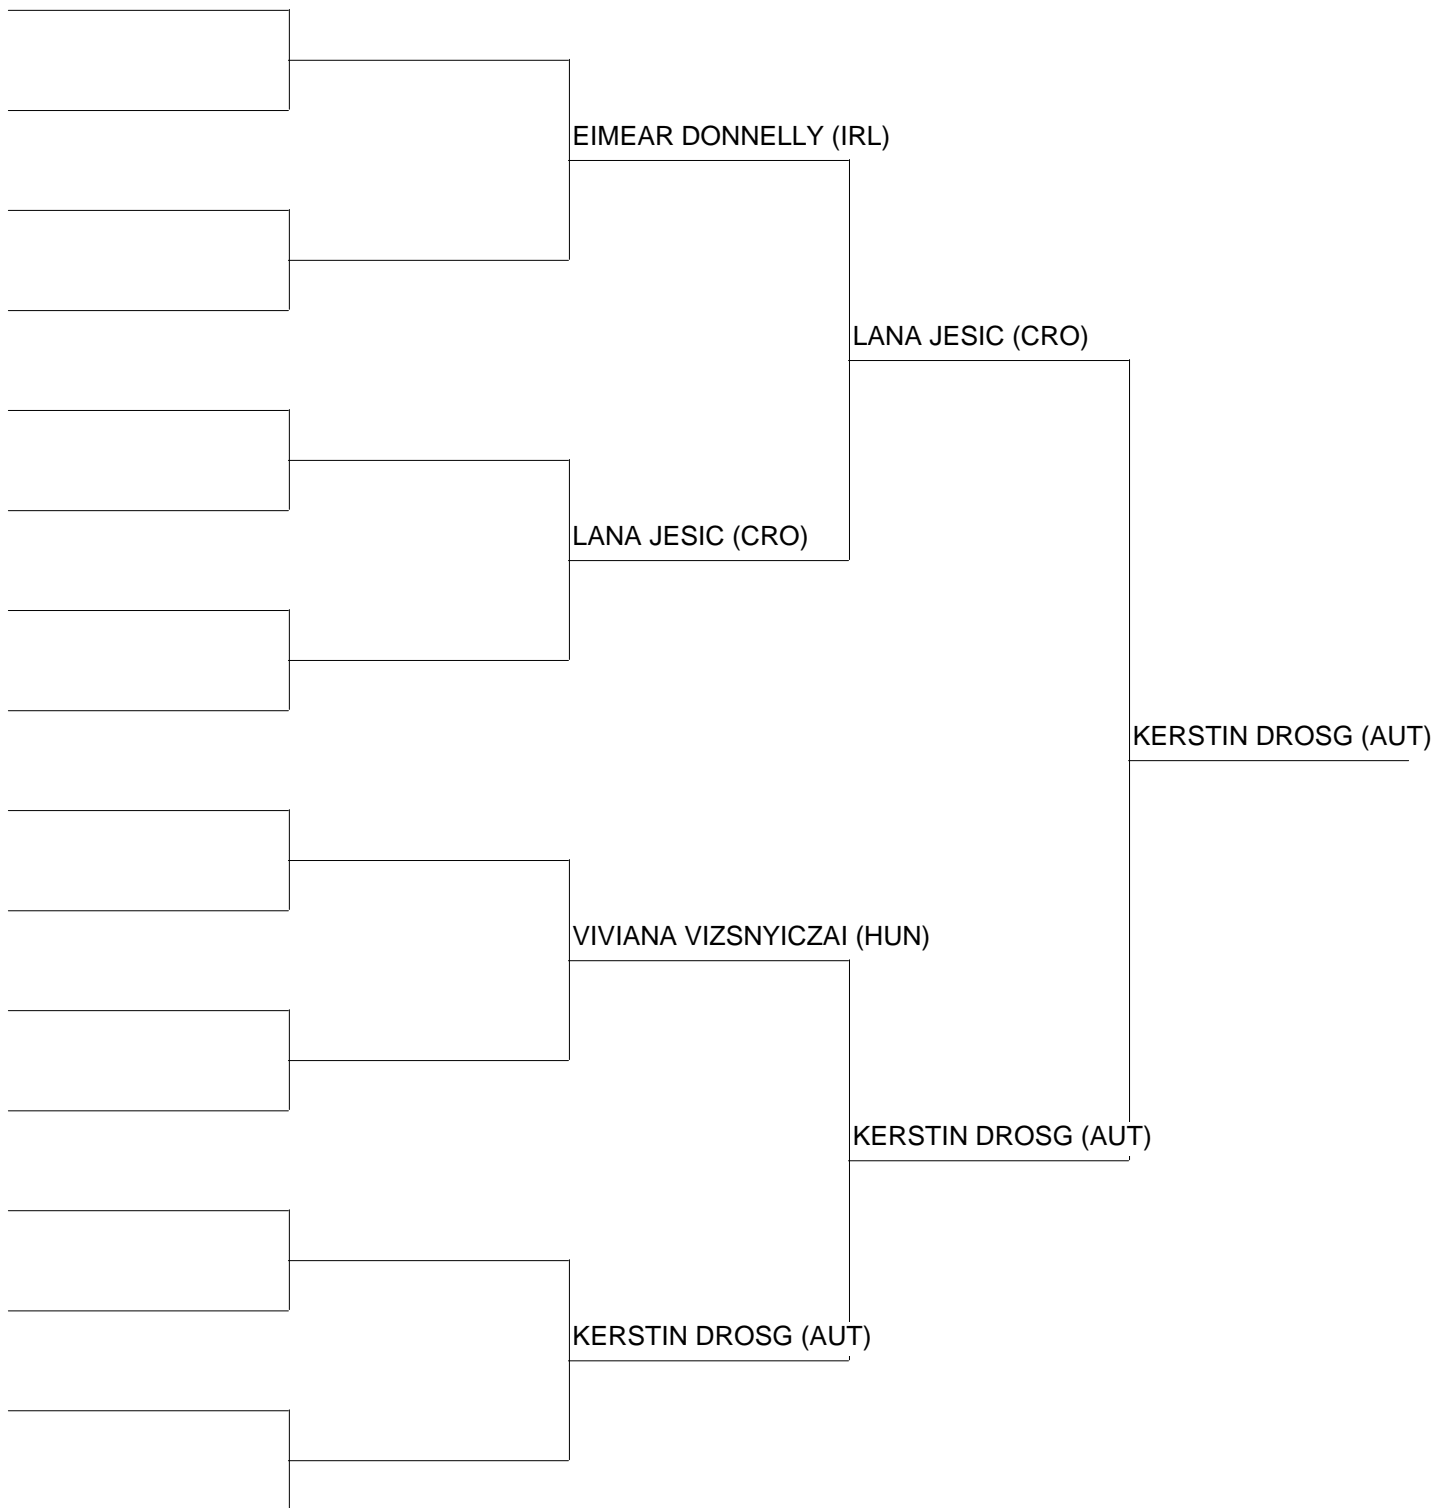 EIMEAR DONNELLY (IRL)
LANA JESIC (CRO)
LANA JESIC (CRO)
KERSTIN DROSG (AUT)
VIVIANA VIZSNYICZAI (HUN)
KERSTIN DROSG (AUT)
KERSTIN DROSG (AUT)